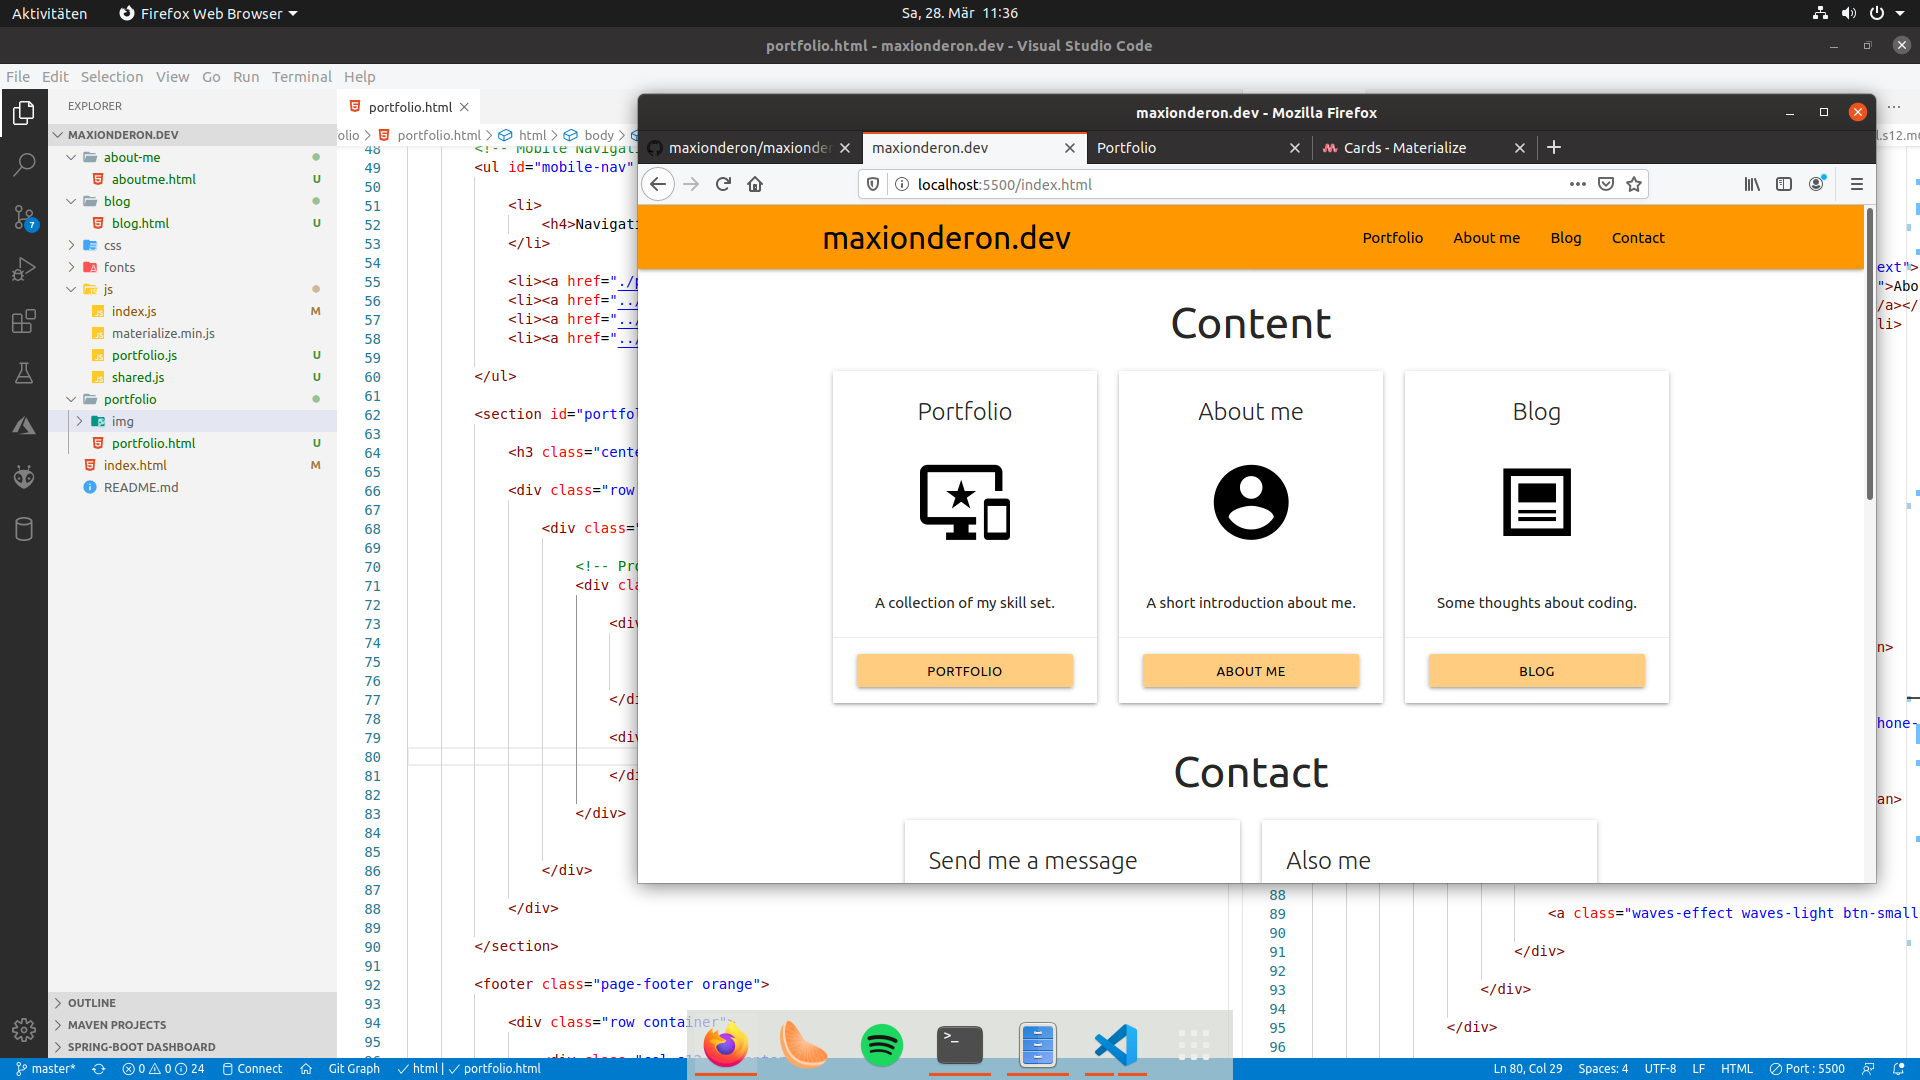 Aktivitäten
Firefox Web Browser
Sa, 28. Mär 11:36
portfolio.html - maxionderon.dev - Visual Studio Code
File Edit Selection View Go Run Terminal Help
EXPLORER
MAXIONDERON.DEV
about-me
aboutme.html U
blog
blog.html U
css
fonts
js
index.js M
materialize.min.js
portfolio.js U
shared.js U
portfolio
img
portfolio.html U
index.html M
README.md
OUTLINE
MAVEN PROJECTS
SPRING-BOOT DASHBOARD
7
portfolio.html
olio > portfolio.html > html > body >
48 <!-- Mobile Navigati
49 <ul id="mobile-nav"
50
51 <li>
52 <h4>Navigati
53 </li>
54
55 <li><a href="./p
56 <li><a href="../
57 <li><a href="../
58 <li><a href="../
59
60 </ul>
61
62 <section id="portfol
63
64 <h3 class="cente
65
66 <div class="row
67
68 <div class="
69
70 <!-- Pro
71 <div cla
72
73 <div
74
75
76
77 </di
78
79 <div
80
81 </di
82
83 </div>
84
85
86 </div>
87
88 </div>
89
90 </section>
91
92 <footer class="page-footer orange">
93
94 <div class="row container">
95
maxionderon.dev - Mozilla Firefox
maxionderon/maxionder
maxionderon.dev
Portfolio
Cards - Materialize
localhost:5500/index.html
maxionderon.dev
Portfolio About me Blog Contact
Content
Portfolio
A collection of my skill set.
PORTFOLIO
About me
A short introduction about me.
ABOUT ME
Blog
Some thoughts about coding.
BLOG
Contact
Send me a message
Also me
l.s12.m
ext">
">Abo
/a></
li>
n>
hone-
an>
88
89 <a class="waves-effect waves-light btn-small
90
91 </div>
92
93 </div>
94
95 </div>
96
master* 0 0 24 Connect Git Graph html | portfolio.html
Ln 80, Col 29 Spaces: 4 UTF-8 LF HTML Port : 5500